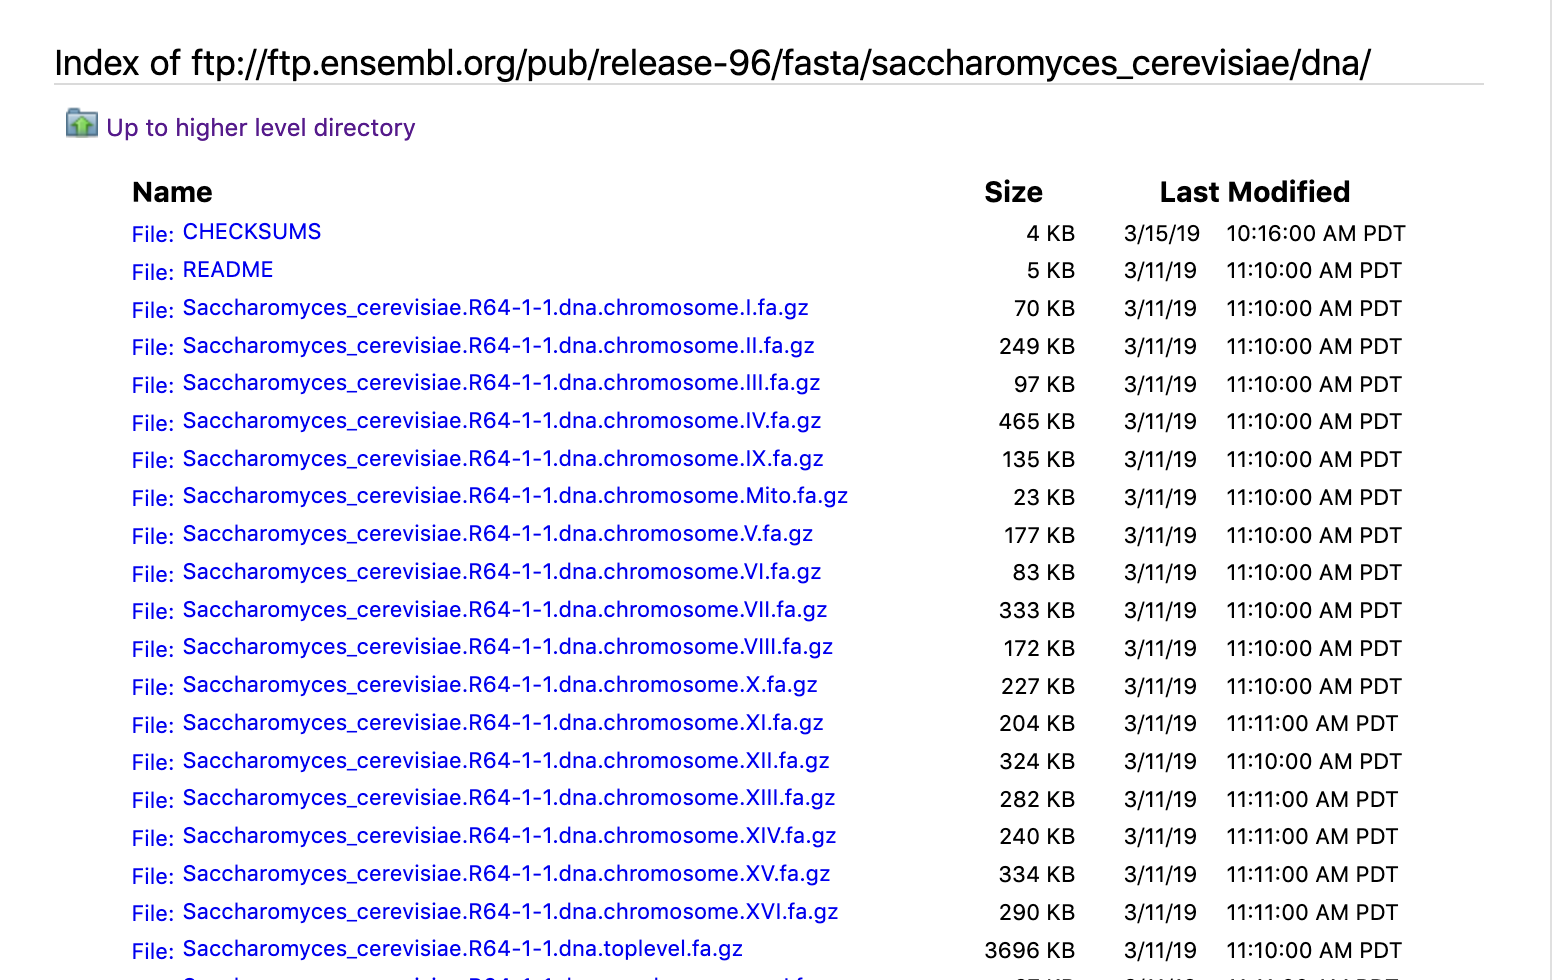 Index of ftp://ftp.ensembl.org/pub/release-96/fasta/saccharomyces_cerevisiae/dna/
Up to higher level directory
Name Size Last Modified
File: CHECKSUMS 4 KB 3/15/19 10:16:00 AM PDT
File: README 5 KB 3/11/19 11:10:00 AM PDT
File: Saccharomyces_cerevisiae.R64-1-1.dna.chromosome.I.fa.gz 70 KB 3/11/19 11:10:00 AM PDT
File: Saccharomyces_cerevisiae.R64-1-1.dna.chromosome.II.fa.gz 249 KB 3/11/19 11:10:00 AM PDT
File: Saccharomyces_cerevisiae.R64-1-1.dna.chromosome.III.fa.gz 97 KB 3/11/19 11:10:00 AM PDT
File: Saccharomyces_cerevisiae.R64-1-1.dna.chromosome.IV.fa.gz 465 KB 3/11/19 11:10:00 AM PDT
File: Saccharomyces_cerevisiae.R64-1-1.dna.chromosome.IX.fa.gz 135 KB 3/11/19 11:10:00 AM PDT
File: Saccharomyces_cerevisiae.R64-1-1.dna.chromosome.Mito.fa.gz 23 KB 3/11/19 11:10:00 AM PDT
File: Saccharomyces_cerevisiae.R64-1-1.dna.chromosome.V.fa.gz 177 KB 3/11/19 11:10:00 AM PDT
File: Saccharomyces_cerevisiae.R64-1-1.dna.chromosome.VI.fa.gz 83 KB 3/11/19 11:10:00 AM PDT
File: Saccharomyces_cerevisiae.R64-1-1.dna.chromosome.VII.fa.gz 333 KB 3/11/19 11:10:00 AM PDT
File: Saccharomyces_cerevisiae.R64-1-1.dna.chromosome.VIII.fa.gz 172 KB 3/11/19 11:10:00 AM PDT
File: Saccharomyces_cerevisiae.R64-1-1.dna.chromosome.X.fa.gz 227 KB 3/11/19 11:10:00 AM PDT
File: Saccharomyces_cerevisiae.R64-1-1.dna.chromosome.XI.fa.gz 204 KB 3/11/19 11:11:00 AM PDT
File: Saccharomyces_cerevisiae.R64-1-1.dna.chromosome.XII.fa.gz 324 KB 3/11/19 11:10:00 AM PDT
File: Saccharomyces_cerevisiae.R64-1-1.dna.chromosome.XIII.fa.gz 282 KB 3/11/19 11:11:00 AM PDT
File: Saccharomyces_cerevisiae.R64-1-1.dna.chromosome.XIV.fa.gz 240 KB 3/11/19 11:11:00 AM PDT
File: Saccharomyces_cerevisiae.R64-1-1.dna.chromosome.XV.fa.gz 334 KB 3/11/19 11:11:00 AM PDT
File: Saccharomyces_cerevisiae.R64-1-1.dna.chromosome.XVI.fa.gz 290 KB 3/11/19 11:11:00 AM PDT
File: Saccharomyces_cerevisiae.R64-1-1.dna.toplevel.fa.gz 3696 KB 3/11/19 11:10:00 AM PDT